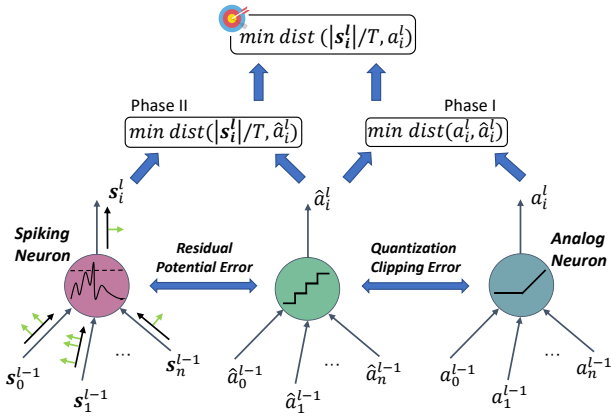 min dist (|s_i^l|/T, a_i^l)
Phase II
Phase I
min dist(|s_i^l|/T, â_i^l)
min dist(a_i^l, â_i^l)
s_i^l
â_i^l
a_i^l
Spiking
Neuron
Residual
Potential Error
Quantization
Clipping Error
Analog
Neuron
s_0^{l-1}
s_1^{l-1}
...
s_n^{l-1}
â_0^{l-1}
â_1^{l-1}
...
â_n^{l-1}
a_0^{l-1}
a_1^{l-1}
...
a_n^{l-1}